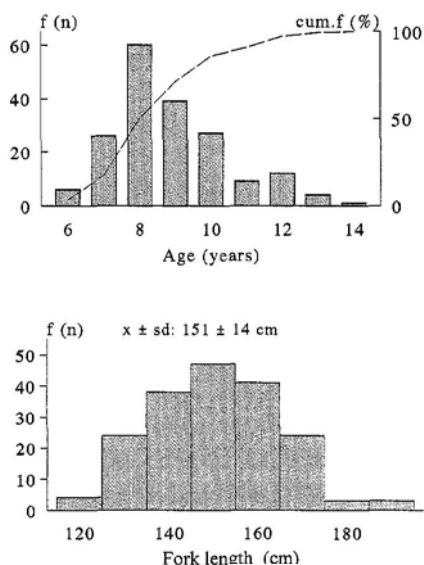 f (n) cum.f (%)
60 100
40
50
20
0 0
6 8 10 12 14
Age (years)
f (n) x ± sd: 151 ± 14 cm
50
40
30
20
10
0
120 140 160 180
Fork length (cm)